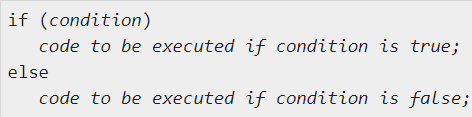 if (condition)
   code to be executed if condition is true;
else
   code to be executed if condition is false;